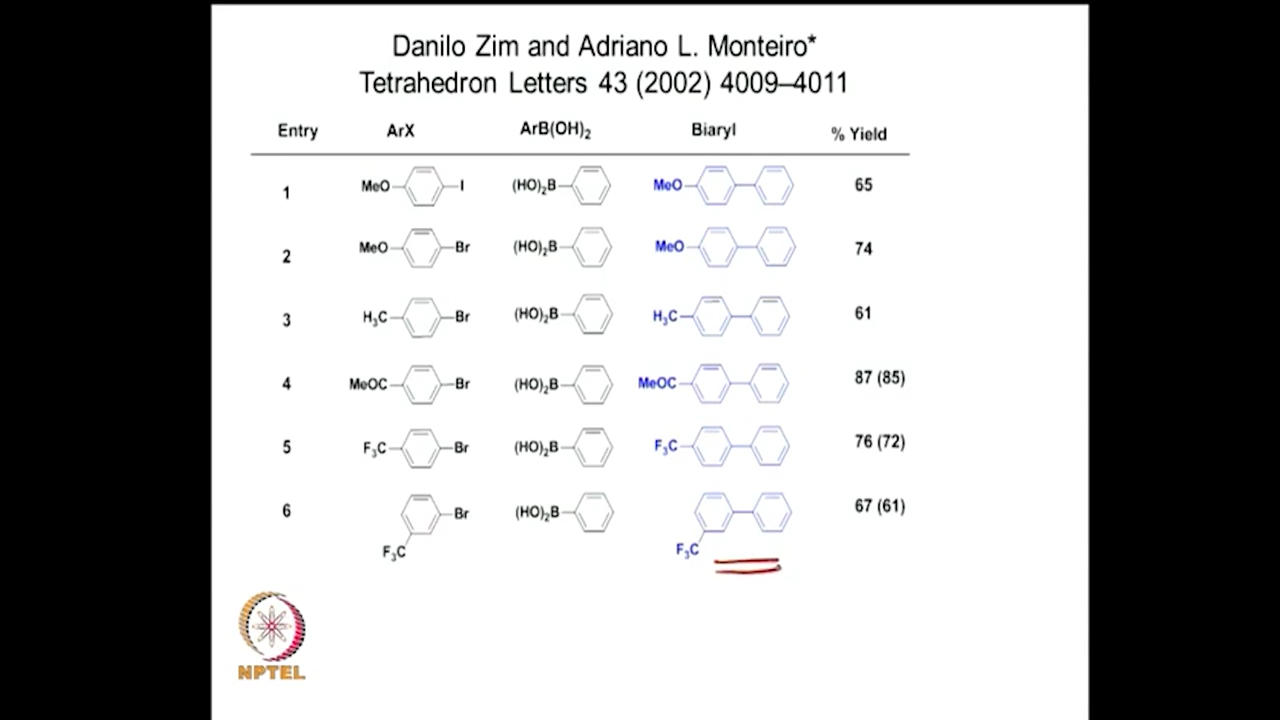 Danilo Zim and Adriano L. Monteiro*
Tetrahedron Letters 43 (2002) 4009–4011
Entry ArX ArB(OH)₂ Biaryl % Yield
1 MeO I (HO)₂B MeO 65
2 MeO Br (HO)₂B MeO 74
3 H₃C Br (HO)₂B H₃C 61
4 MeOC Br (HO)₂B MeOC 87 (85)
5 F₃C Br (HO)₂B F₃C 76 (72)
6 Br (HO)₂B 67 (61)
F₃C F₃C
NPTEL